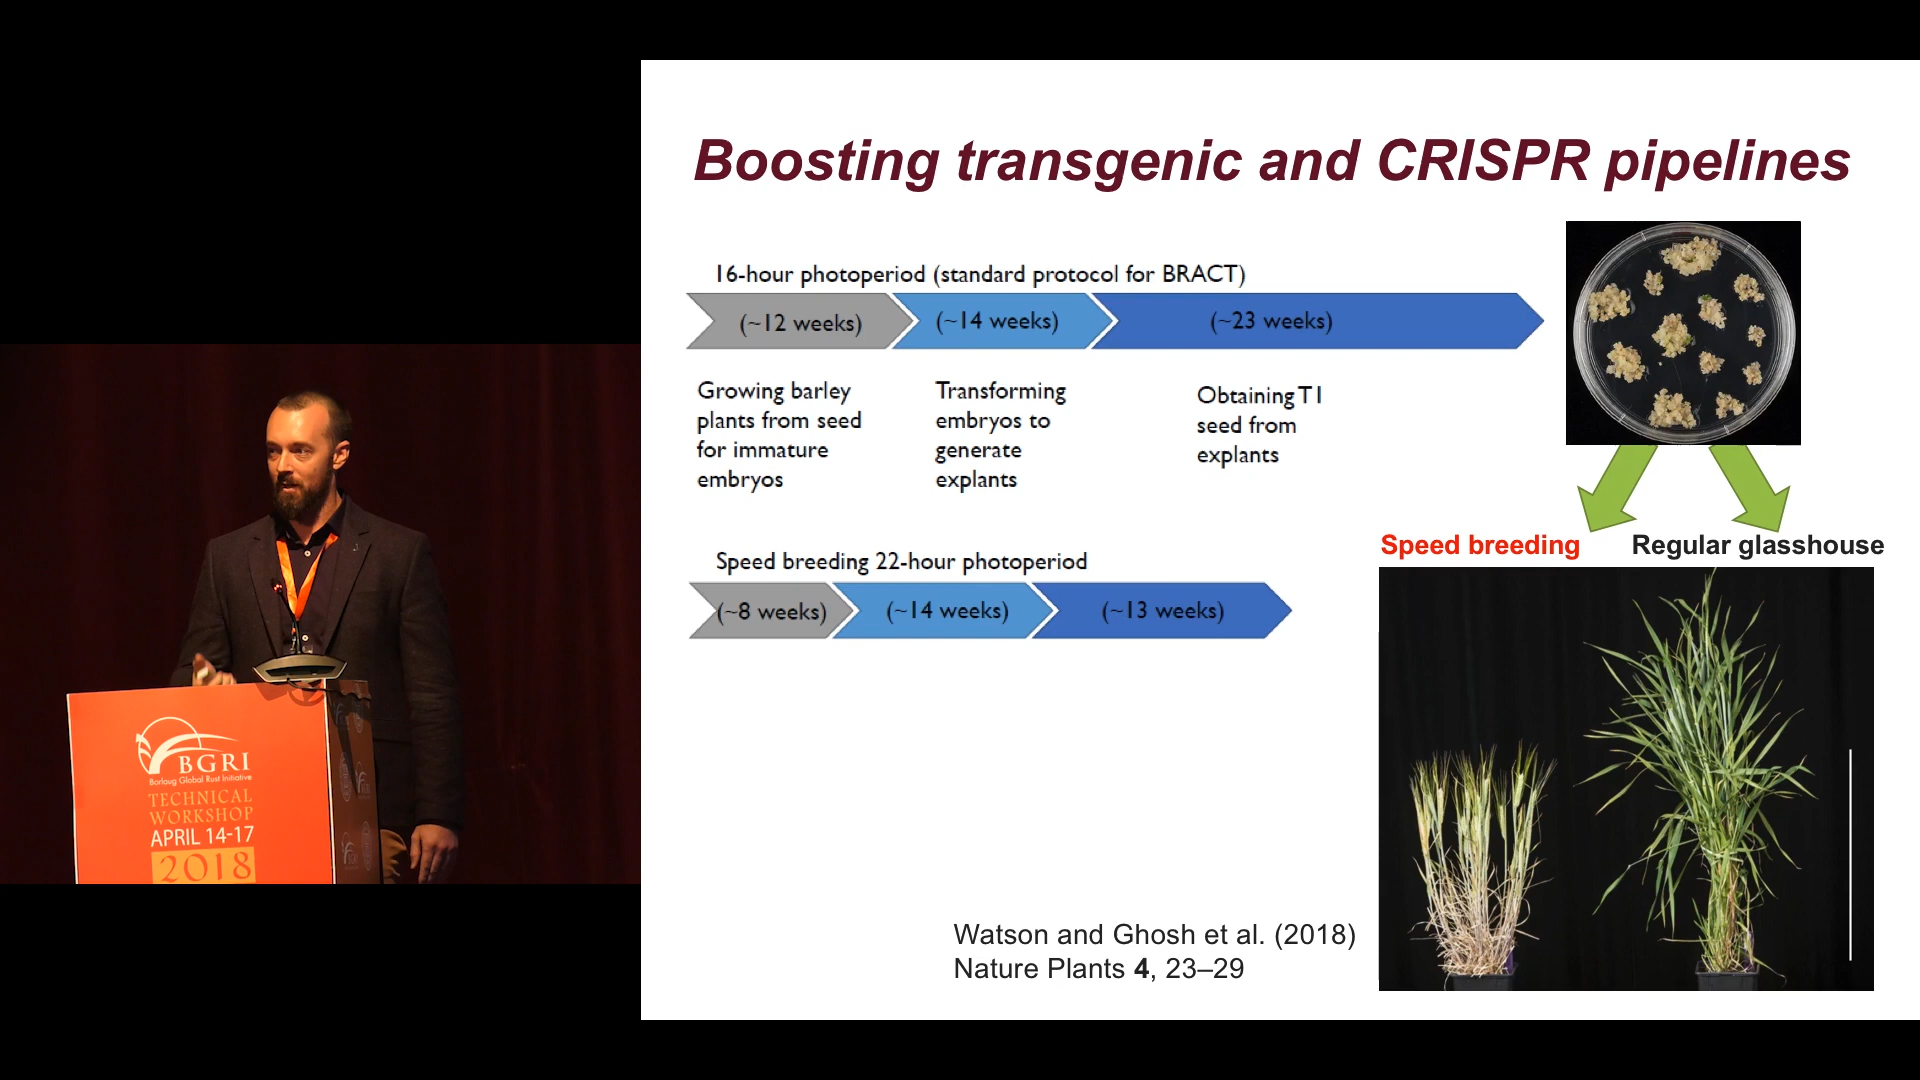 Boosting transgenic and CRISPR pipelines
16-hour photoperiod (standard protocol for BRACT)
(~12 weeks)
(~14 weeks)
(~23 weeks)
Growing barley
plants from seed
for immature
embryos
Transforming
embryos to
generate
explants
Obtaining T1
seed from
explants
Speed breeding 22-hour photoperiod
(~8 weeks)
(~14 weeks)
(~13 weeks)
Speed breeding
Regular glasshouse
Watson and Ghosh et al. (2018)
Nature Plants 4, 23–29
BGRI
Borlaug Global Rust Initiative
TECHNICAL
WORKSHOP
APRIL 14-17
2018